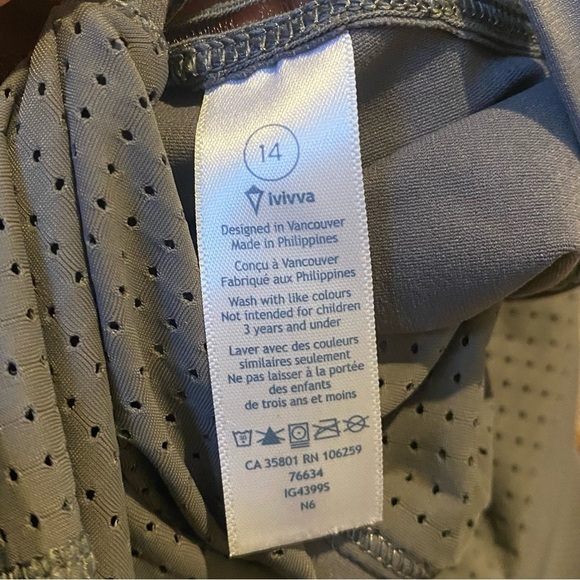 14
ivivva
Designed in Vancouver
Made in Philippines
Conçu à Vancouver
Fabriqué aux Philippines
Wash with like colours
Not intended for children
3 years and under
Laver avec des couleurs
similaires seulement
Ne pas laisser à la portée
des enfants
de trois ans et moins
CA 35801 RN 106259
76634
IG4399S
N6